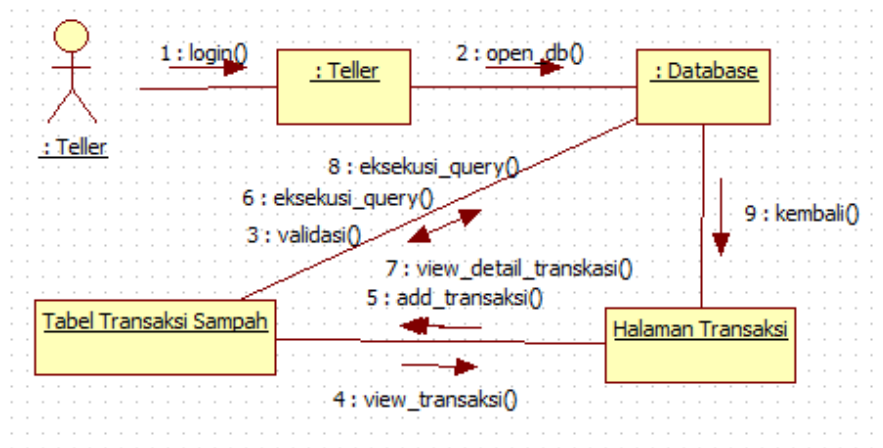 1 : login()
2 : open_db()
: Teller
: Database
: Teller
8 : eksekusi_query()
6 : eksekusi_query()
3 : validasi()
9 : kembali()
7 : view_detail_transkasi()
5 : add_transaksi()
Tabel Transaksi Sampah
Halaman Transaksi
4 : view_transaksi()